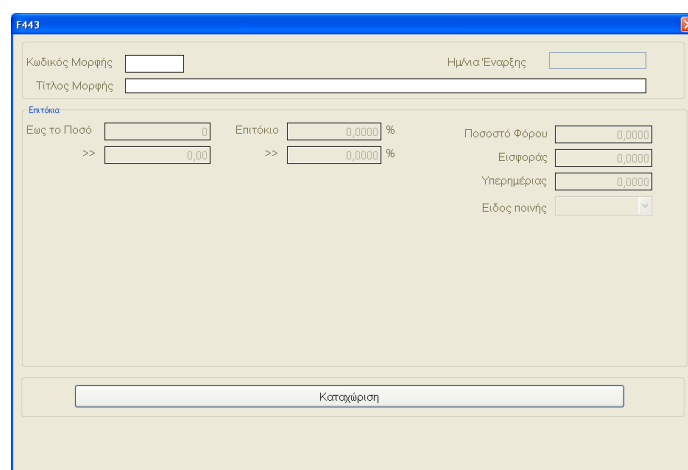 F443
Κωδικός Μορφής Ημ/νια Έναρξης
Τίτλος Μορφής
Επιτόκια
Εως το Ποσό 0 Επιτόκιο 0,0000 % Ποσοστό Φόρου 0,0000
>> 0,00 >> 0,0000 % Εισφοράς 0,0000
Υπερημέριας 0,0000
Ειδος ποινής
Καταχώριση